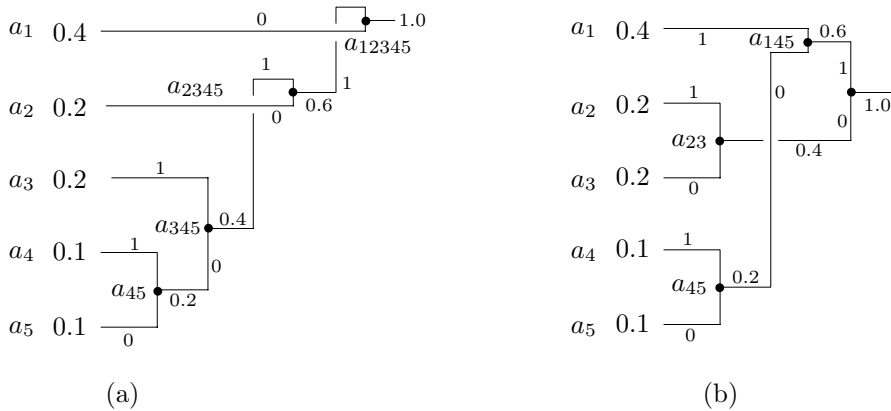 a1 0.4 0 1.0
a12345
1
1
a2345
a2 0.2 0 0.6
a3 0.2 1
a345 0.4
a4 0.1 1 0
a45 0.2
a5 0.1 0
(a)
a1 0.4 1 a145 0.6
1
a2 0.2 1 0 1.0
0
a23 0.4
a3 0.2 0
a4 0.1 1
a45 0.2
a5 0.1 0
(b)